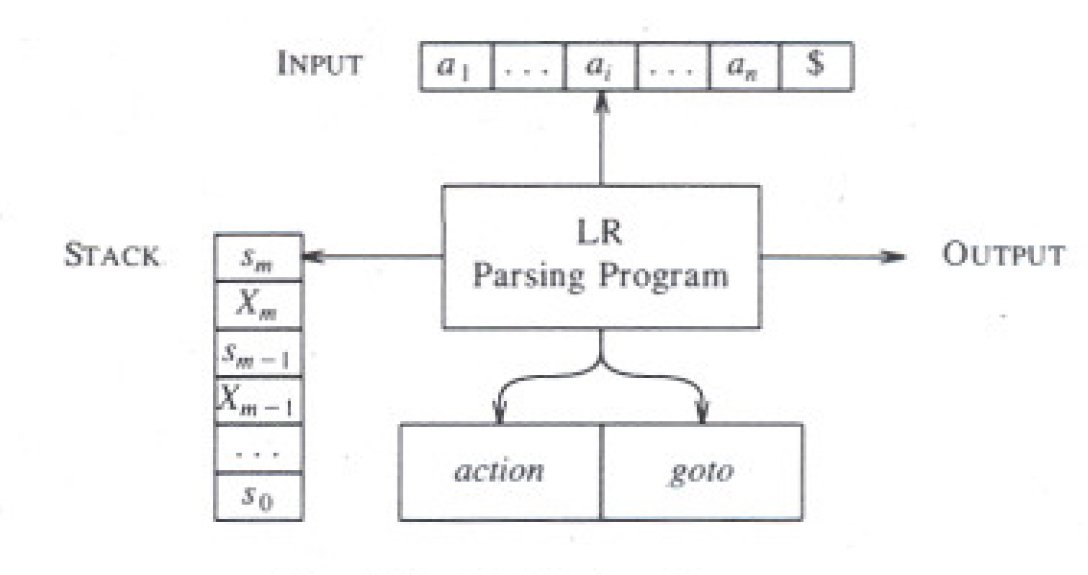 INPUT a₁ ... aᵢ ... aₙ $
LR
Parsing Program
STACK
OUTPUT
sₘ
Xₘ
sₘ₋₁
Xₘ₋₁
...
s₀
action goto